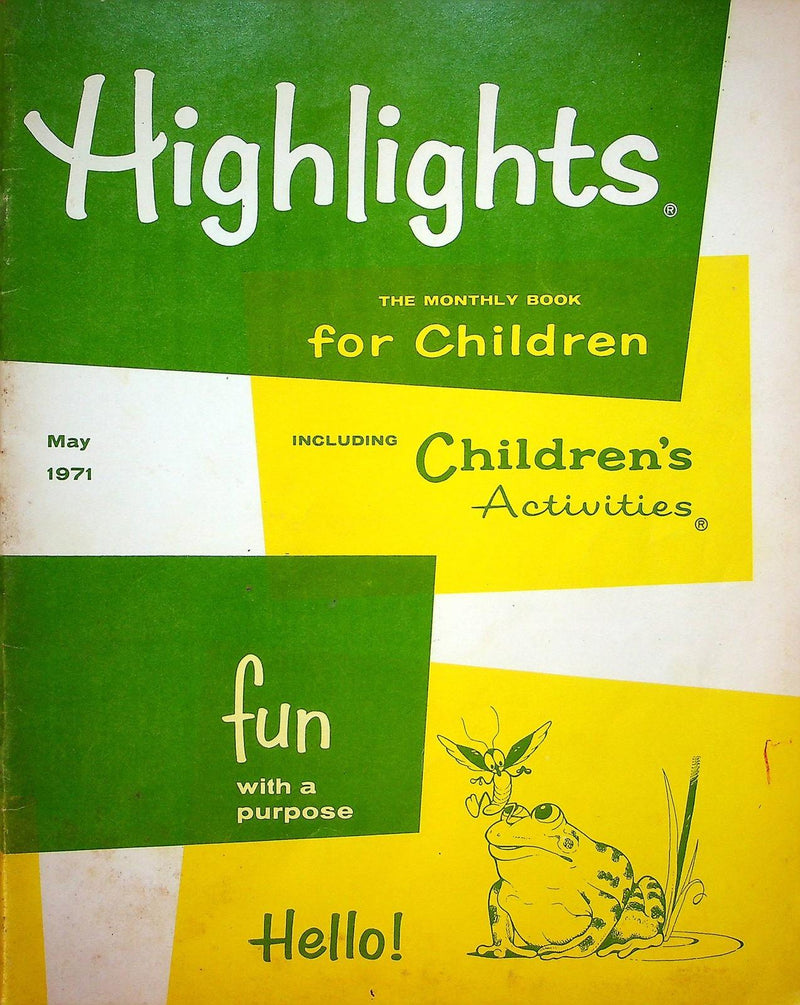 Highlights®
THE MONTHLY BOOK
for Children
May
1971
INCLUDING Children's
Activities®
fun
with a
purpose
Hello!